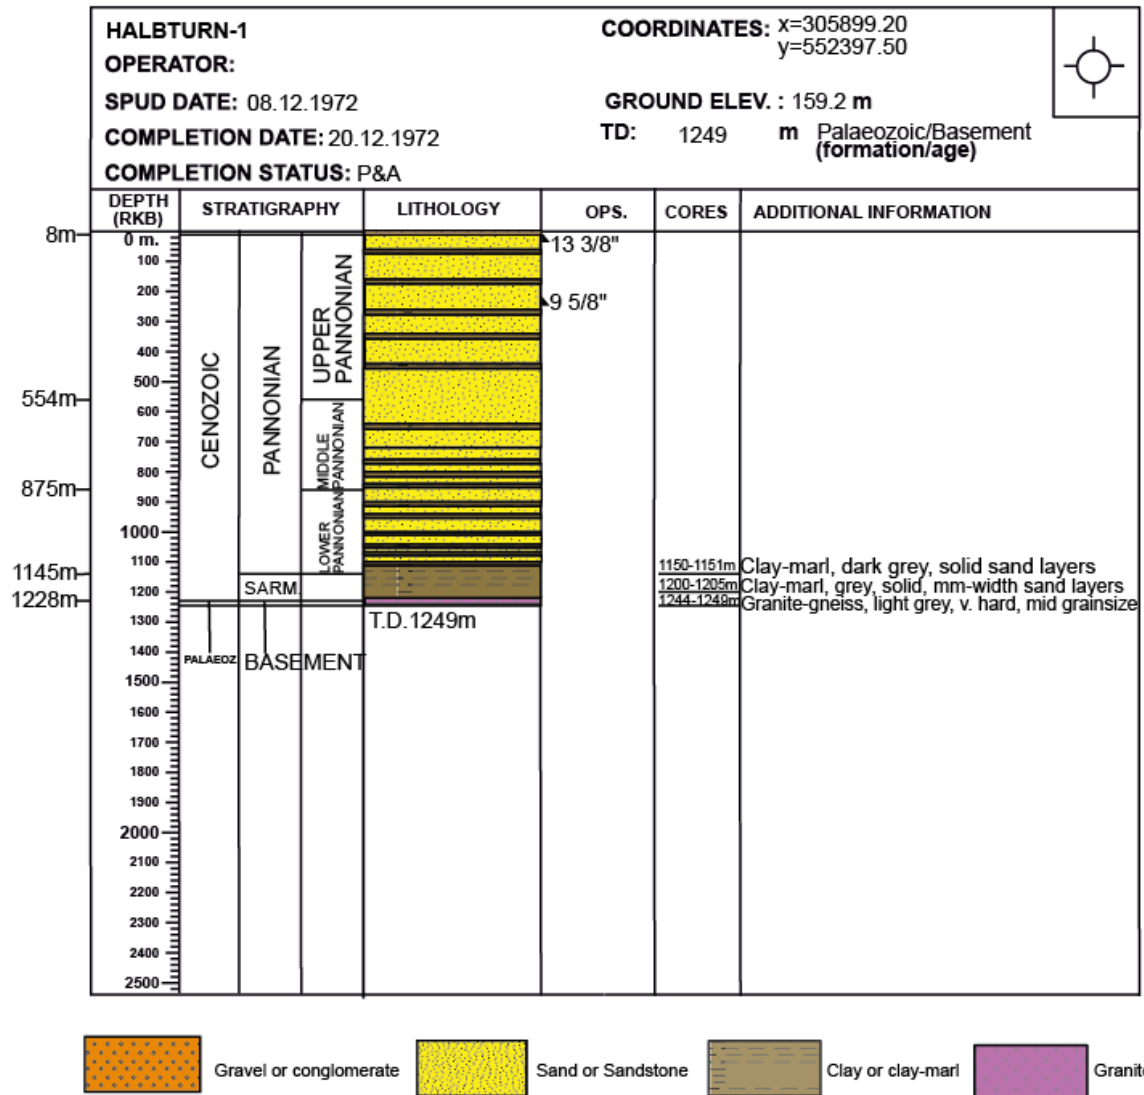 HALBTURN-1
COORDINATES: x=305899.20
y=552397.50
OPERATOR:
SPUD DATE: 08.12.1972
GROUND ELEV. : 159.2 m
COMPLETION DATE: 20.12.1972
TD: 1249 m Palaeozoic/Basement
(formation/age)
COMPLETION STATUS: P&A
DEPTH
(RKB)
STRATIGRAPHY
LITHOLOGY
OPS.
CORES
ADDITIONAL INFORMATION
8m
0 m.
13 3/8"
100
200
9 5/8"
300
400
500
554m
600
700
800
875m
900
1000
1100
1145m
1200
1228m
1300
1400
1500
1600
1700
1800
1900
2000
2100
2200
2300
2400
2500
CENOZOIC
PANNONIAN
UPPER
PANNONIAN
MIDDLE
PANNONIAN
LOWER
PANNONIAN
SARM.
PALAEOZ
BASEMENT
T.D.1249m
1150-1151m Clay-marl, dark grey, solid sand layers
1200-1205m Clay-marl, grey, solid, mm-width sand layers
1244-1249m Granite-gneiss, light grey, v. hard, mid grainsize
Gravel or conglomerate
Sand or Sandstone
Clay or clay-marl
Granit